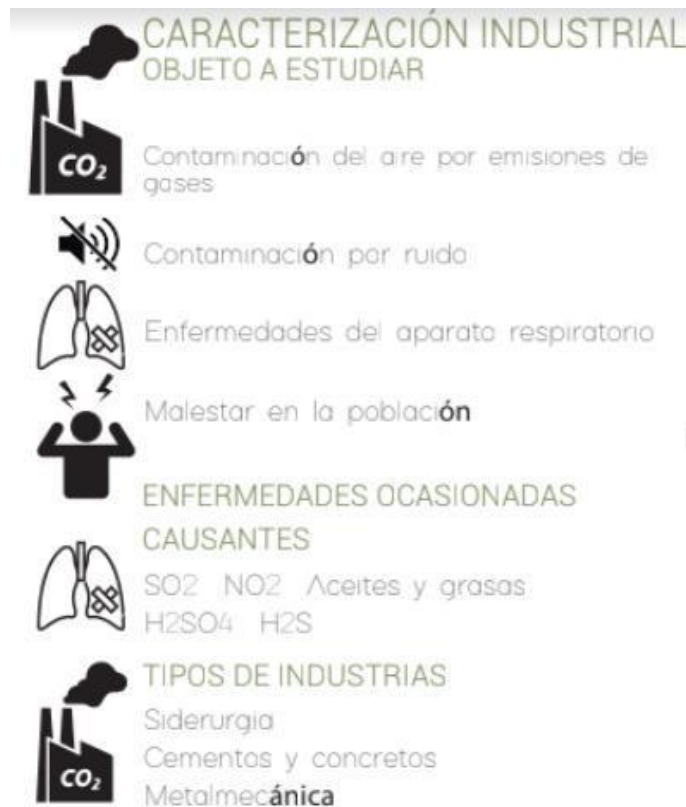 CARACTERIZACIÓN INDUSTRIAL
OBJETO A ESTUDIAR
CO₂
Contaminación del aire por emisiones de
gases
Contaminación por ruido
Enfermedades del aparato respiratorio
Malestar en la población
ENFERMEDADES OCASIONADAS
CAUSANTES
SO2 NO2 Aceites y grasas
H2SO4 H2S
TIPOS DE INDUSTRIAS
Siderurgia
CO₂
Cementos y concretos
Metalmecánica